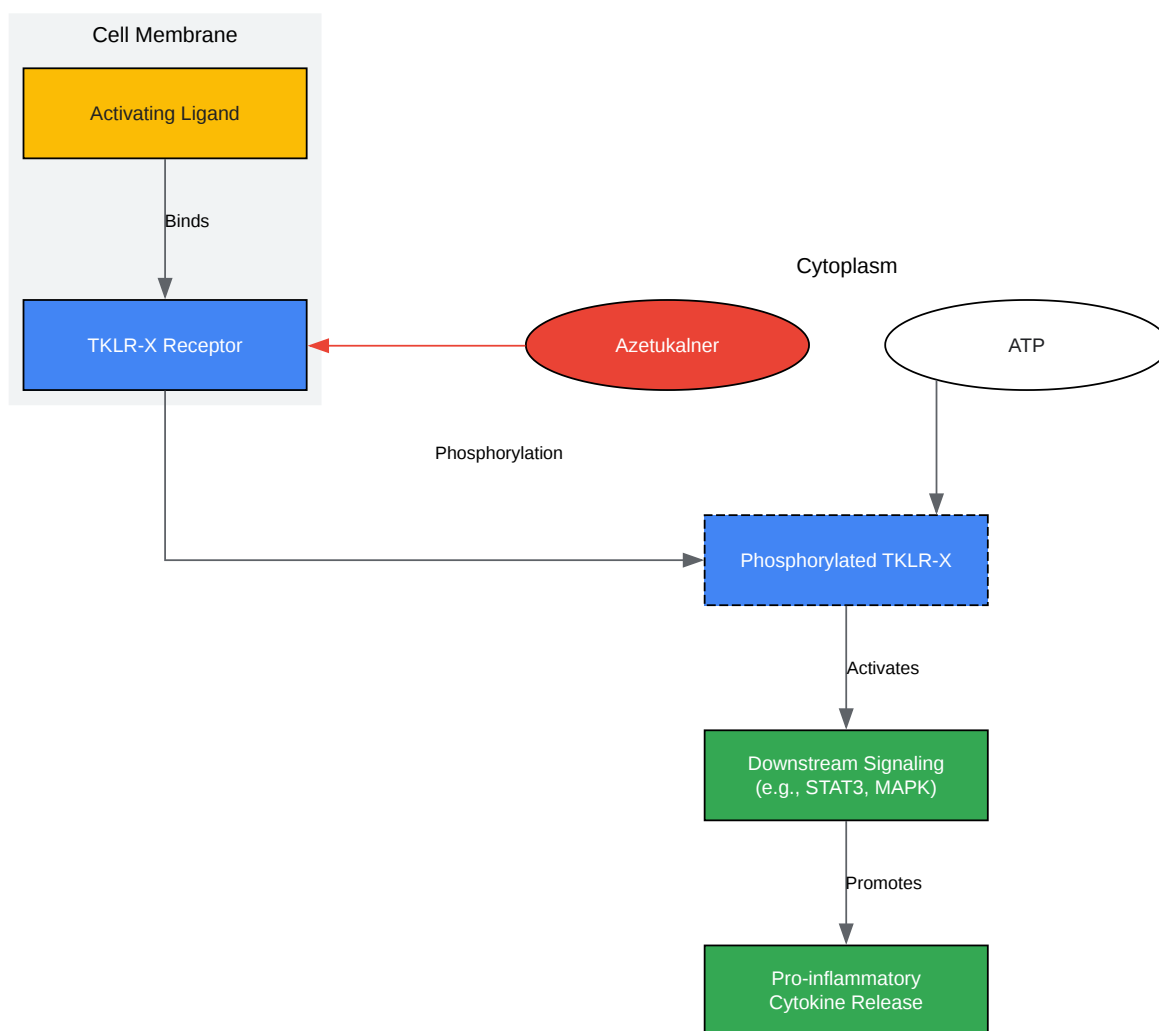 Cell Membrane
Activating Ligand
Binds
Cytoplasm
TKLR-X Receptor
Azetukalner
ATP
Phosphorylation
Phosphorylated TKLR-X
Activates
Downstream Signaling
(e.g., STAT3, MAPK)
Promotes
Pro-inflammatory
Cytokine Release